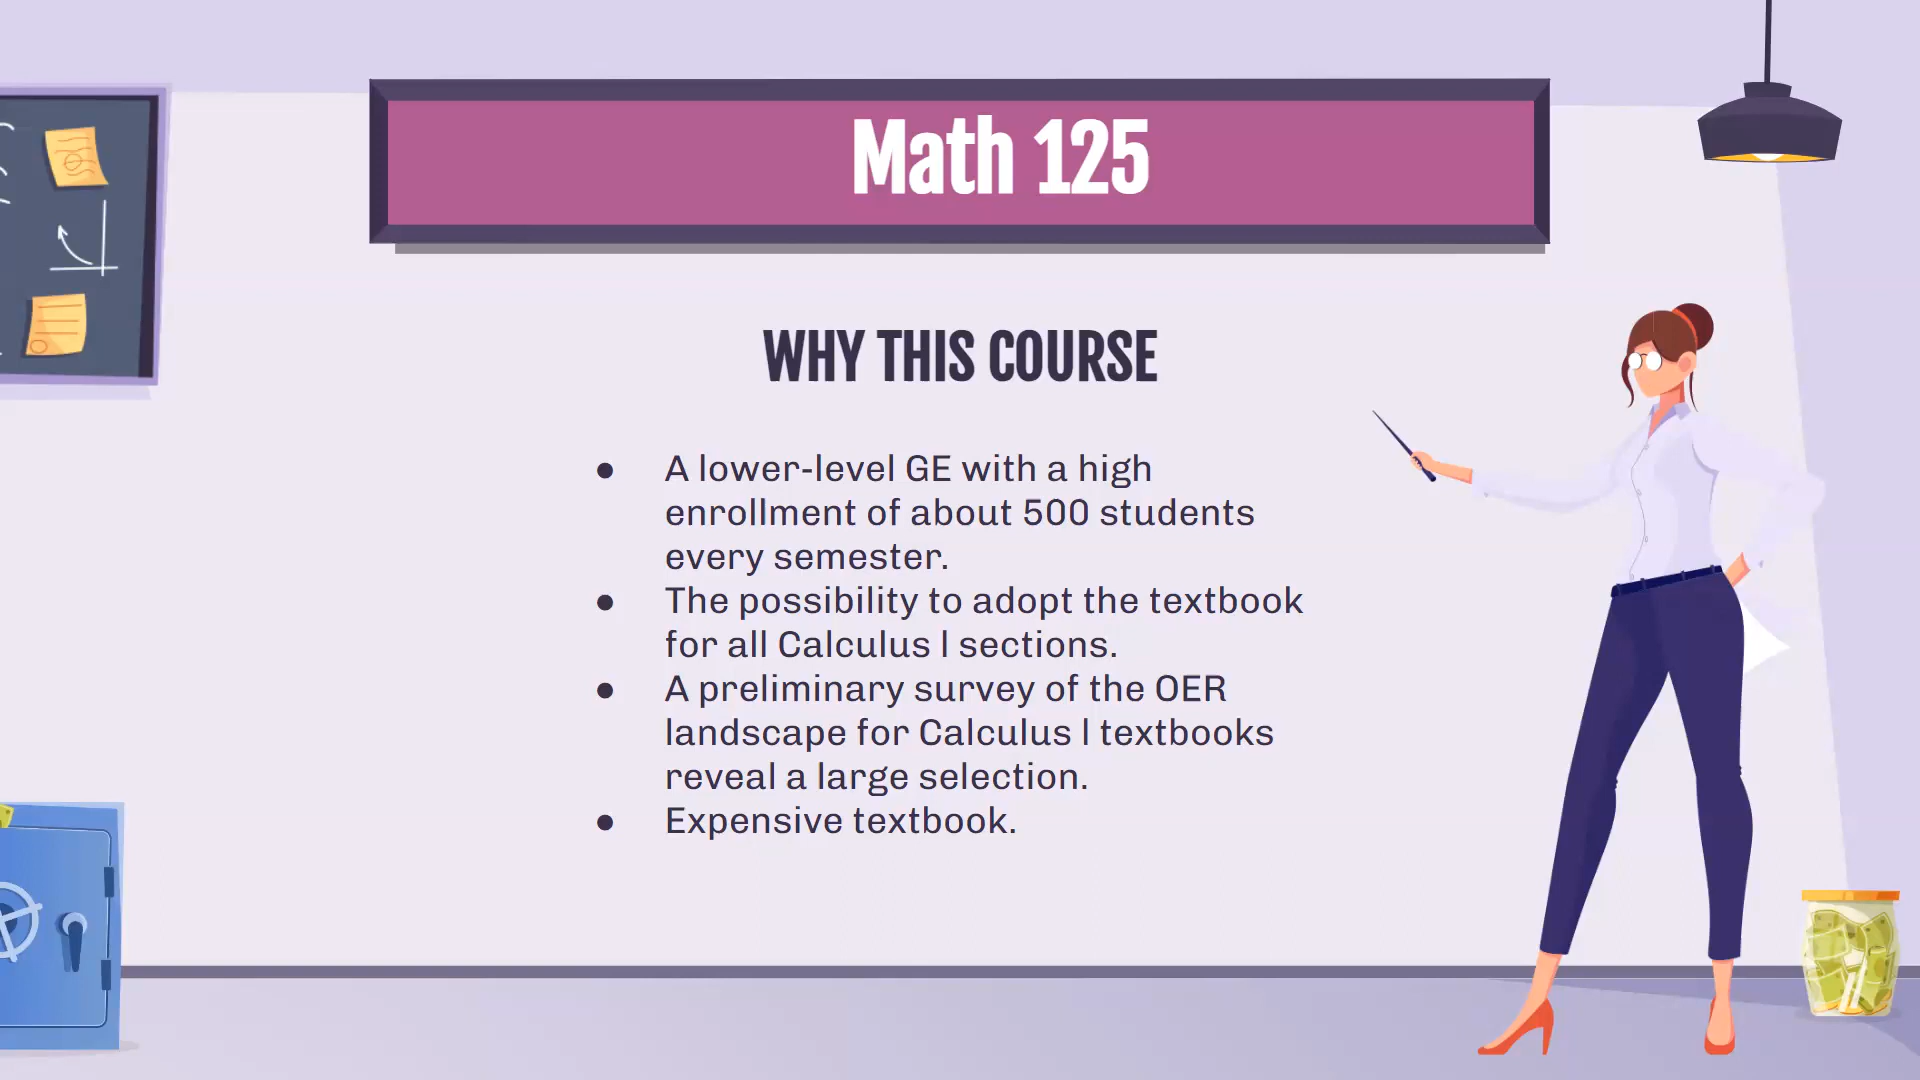 Math 125
WHY THIS COURSE
● A lower-level GE with a high
enrollment of about 500 students
every semester.
● The possibility to adopt the textbook
for all Calculus l sections.
● A preliminary survey of the OER
landscape for Calculus l textbooks
reveal a large selection.
● Expensive textbook.